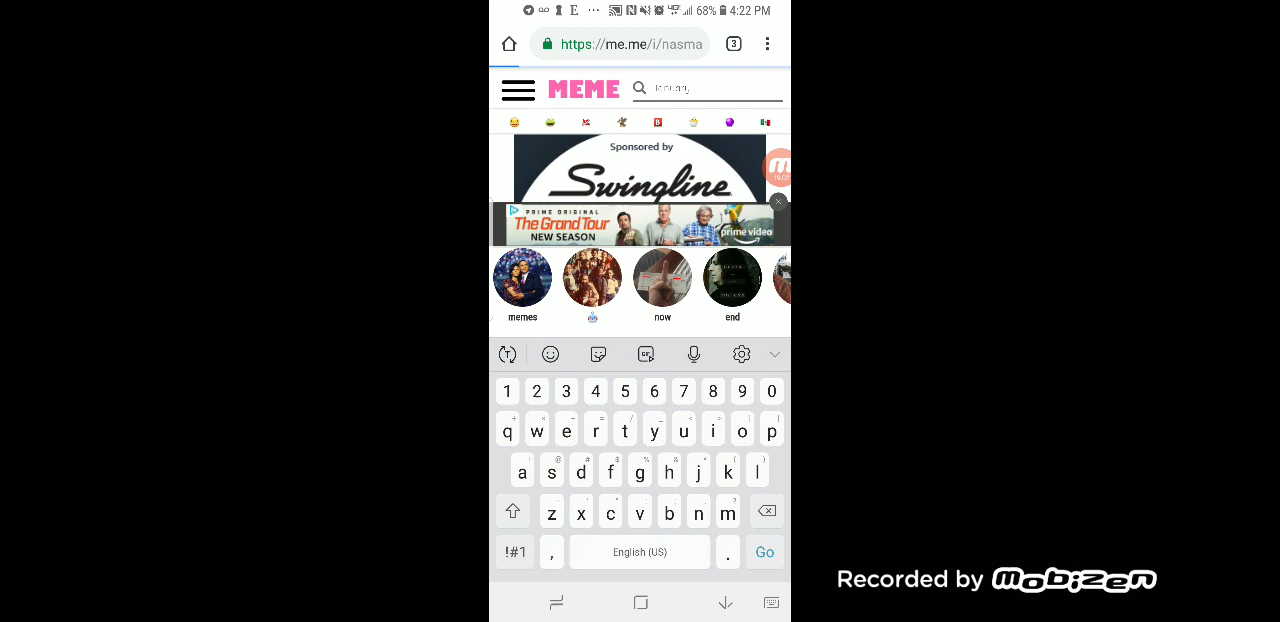 E ... 68% 4:22 PM
https://me.me/i/nasma 3
MEME January
B
Sponsored by
Swingline
PRIME ORIGINAL
The Grand Tour
NEW SEASON
prime video
memes now end
1 2 3 4 5 6 7 8 9 0
q w e r t y u i o p
a s d f g h j k l
z x c v b n m
!#1 , English (US) . Go
Recorded by mobizen